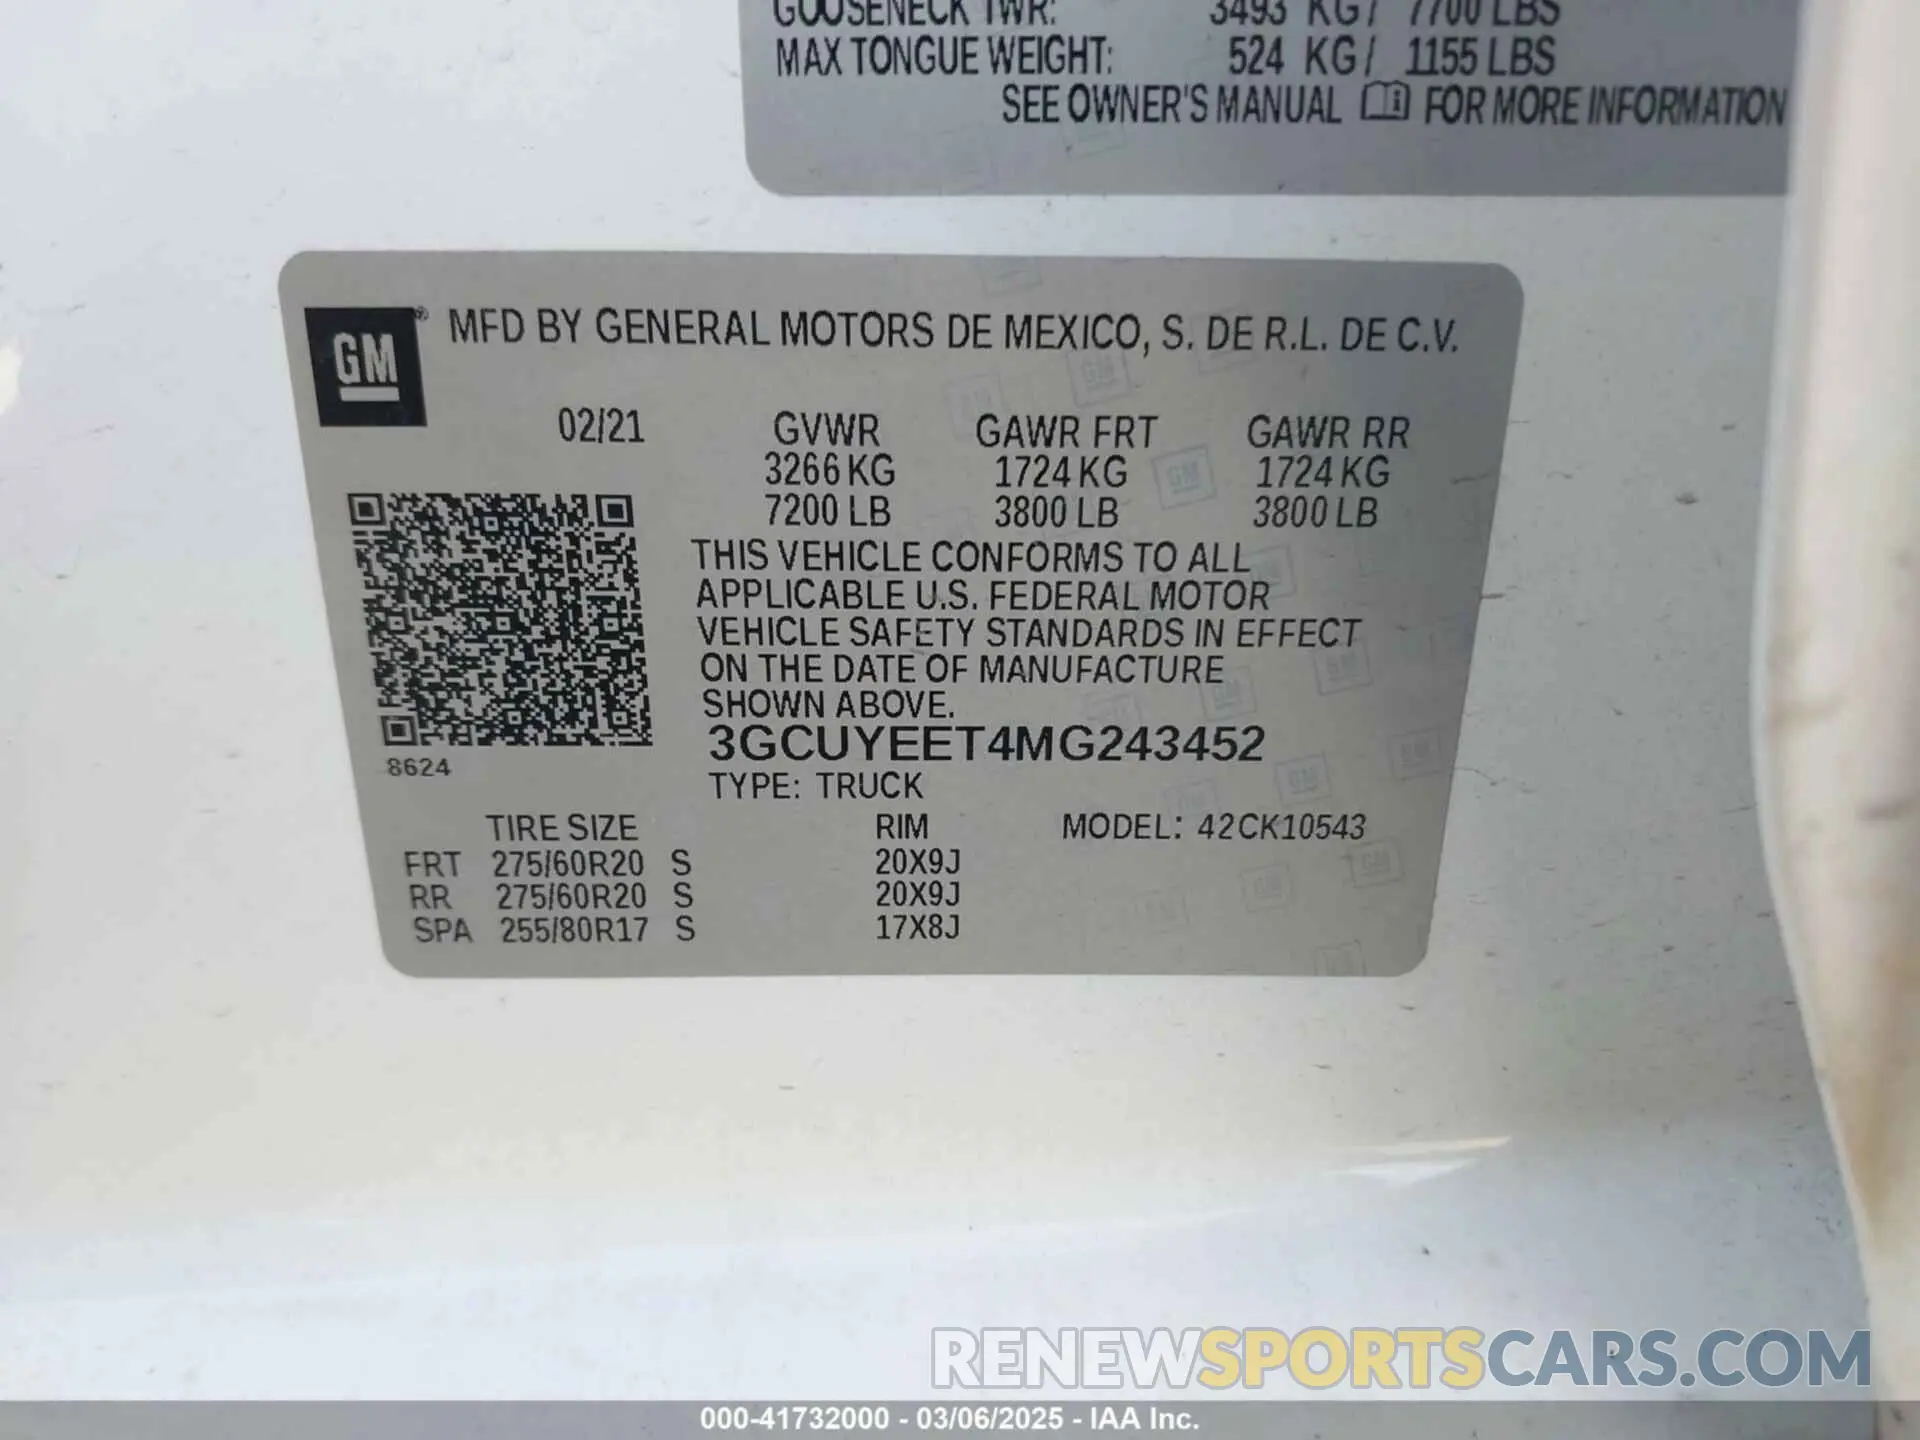 GOOSENECK TWR: 3493 KG / 7700 LBS
MAX TONGUE WEIGHT: 524 KG / 1155 LBS
SEE OWNER'S MANUAL FOR MORE INFORMATION
GM® MFD BY GENERAL MOTORS DE MEXICO, S. DE R.L. DE C.V.
02/21 GVWR GAWR FRT GAWR RR
3266 KG 1724 KG 1724 KG
7200 LB 3800 LB 3800 LB
THIS VEHICLE CONFORMS TO ALL
APPLICABLE U.S. FEDERAL MOTOR
VEHICLE SAFETY STANDARDS IN EFFECT
ON THE DATE OF MANUFACTURE
SHOWN ABOVE.
3GCUYEET4MG243452
8624
TYPE: TRUCK
TIRE SIZE RIM MODEL: 42CK10543
FRT 275/60R20 S 20X9J
RR 275/60R20 S 20X9J
SPA 255/80R17 S 17X8J
RENEWSPORTSCARS.COM
000-41732000 - 03/06/2025 - IAA Inc.